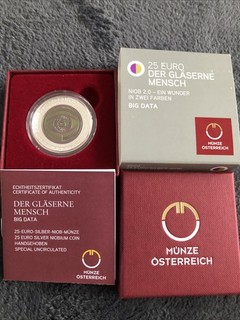 25 EURO
DER GLÄSERNE
MENSCH
NIOB 3.0 – EIN WUNDER
IN ZWEI FARBEN
BIG DATA
MÜNZE
ÖSTERREICH
ECHTHEITSZERTIFIKAT
CERTIFICATE OF AUTHENTICITY
DER GLÄSERNE
MENSCH
BIG DATA
25-EURO-SILBER-NIOB-MÜNZE
25 EURO SILVER NIOBIUM COIN
HANDGEHOBEN
SPECIAL UNCIRCULATED
MÜNZE
ÖSTERREICH
MÜNZE
ÖSTERREICH